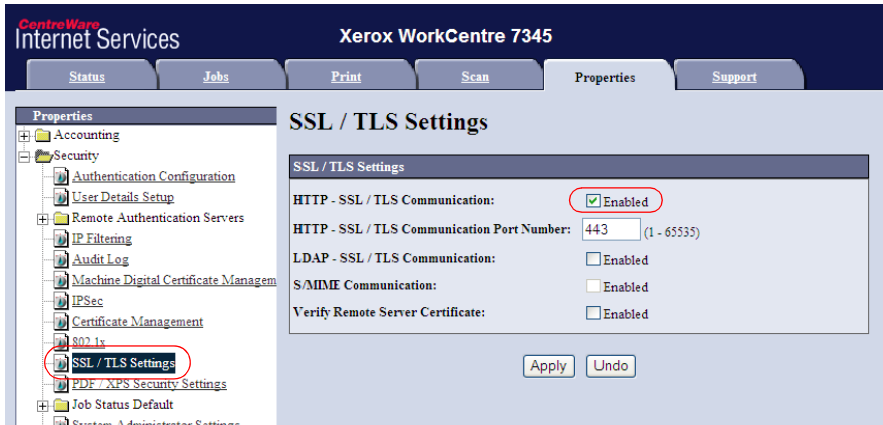 CentreWare
Internet Services
Xerox WorkCentre 7345
Status Jobs Print Scan Properties Support
Properties
Accounting
Security
Authentication Configuration
User Details Setup
Remote Authentication Servers
IP Filtering
Audit Log
Machine Digital Certificate Managem
IPSec
Certificate Management
802.1x
SSL / TLS Settings
PDF / XPS Security Settings
Job Status Default
System Administrator Settings
SSL / TLS Settings
SSL / TLS Settings
HTTP - SSL / TLS Communication: Enabled
HTTP - SSL / TLS Communication Port Number: 443 (1 - 65535)
LDAP - SSL / TLS Communication: Enabled
S/MIME Communication: Enabled
Verify Remote Server Certificate: Enabled
Apply Undo